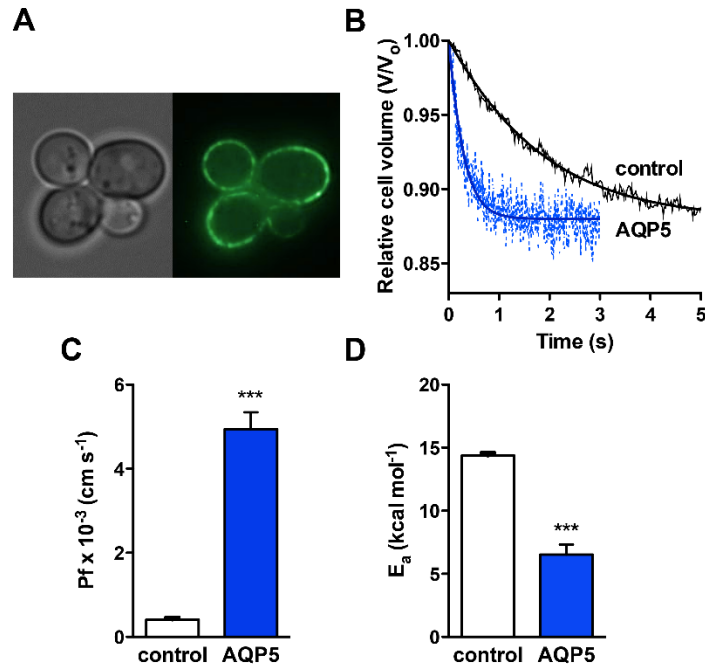 A
B
Relative cell volume (V/Vo)
1.00
0.95
0.90
0.85
control
AQP5
0 1 2 3 4 5
Time (s)
C
Pf x 10-3 (cm s-1)
6
4
2
0
***
control AQP5
D
Ea (kcal mol-1)
20
15
10
5
0
***
control AQP5